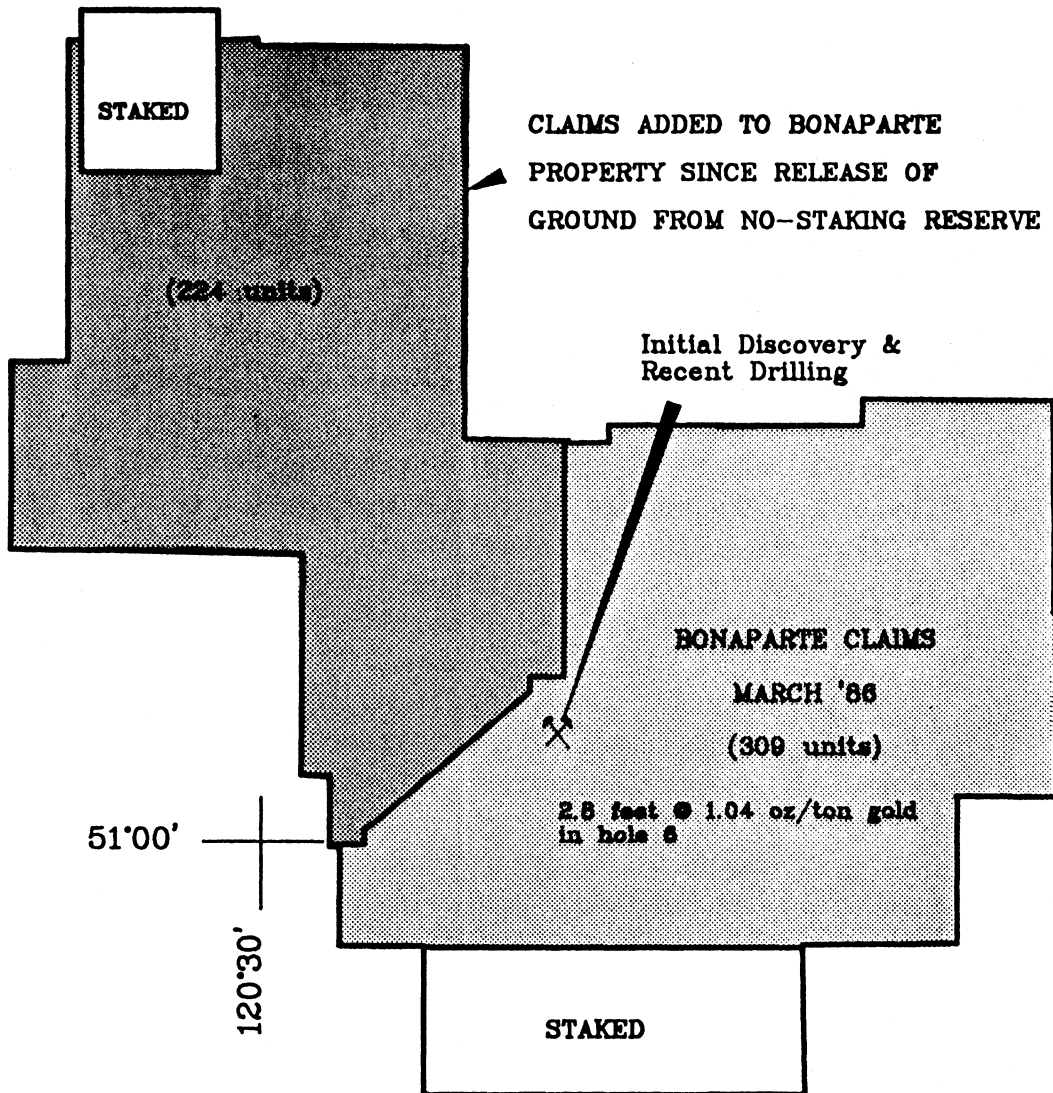 STAKED
CLAIMS ADDED TO BONAPARTE
PROPERTY SINCE RELEASE OF
GROUND FROM NO-STAKING RESERVE
(224 units)
Initial Discovery &
Recent Drilling
BONAPARTE CLAIMS
MARCH '86
(309 units)
2.8 feet @ 1.04 oz/ton gold
in hole 6
51°00'
120°30'
STAKED